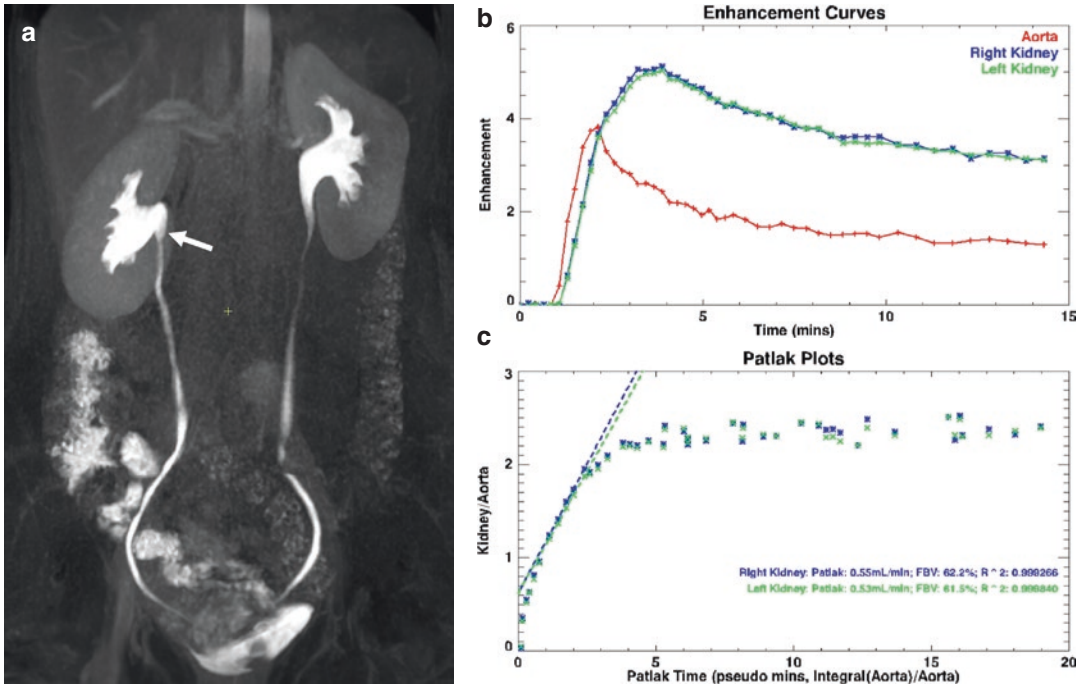 a
b
Enhancement Curves
Aorta
Right Kidney
Left Kidney
Enhancement
6
4
2
0
0 5 10 15
Time (mins)
c
Patlak Plots
Kidney/Aorta
3
2
1
0
Right Kidney: Patlak: 0.55mL/min; FBV: 62.2%; R ^ 2: 0.999266
Left Kidney: Patlak: 0.53mL/min; FBV: 61.5%; R ^ 2:
0 5 10 15 20
Patlak Time (pseudo mins, Integral(Aorta)/Aorta)